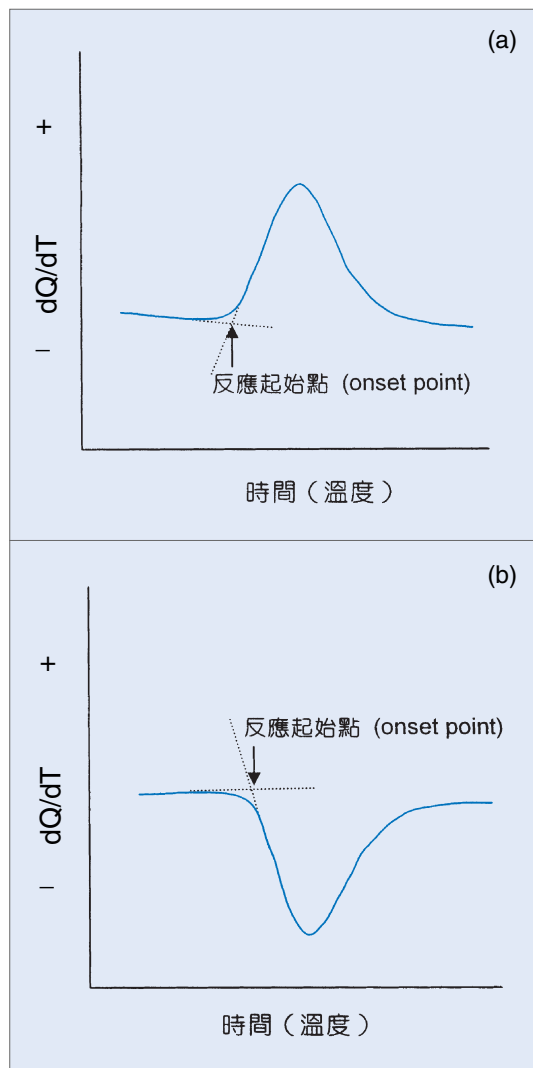 (a)
+
dQ/dT
–
反應起始點 (onset point)
時間（溫度）
(b)
+
反應起始點 (onset point)
dQ/dT
–
時間（溫度）